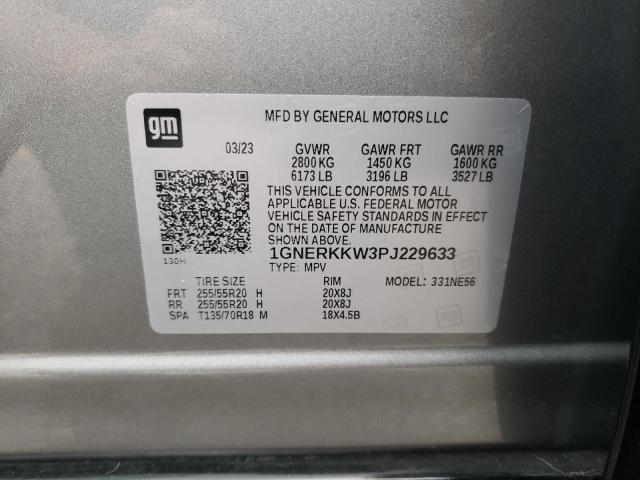 gm
MFD BY GENERAL MOTORS LLC
03/23 GVWR GAWR FRT GAWR RR
2800 KG 1450 KG 1600 KG
6173 LB 3196 LB 3527 LB
THIS VEHICLE CONFORMS TO ALL
APPLICABLE U.S. FEDERAL MOTOR
VEHICLE SAFETY STANDARDS IN EFFECT
ON THE DATE OF MANUFACTURE
SHOWN ABOVE.
130H
1GNERKKW3PJ229633
TYPE: MPV
TIRE SIZE RIM MODEL: 331NE56
FRT 255/55R20 H 20X8J
RR 255/55R20 H 20X8J
SPA T135/70R18 M 18X4.5B